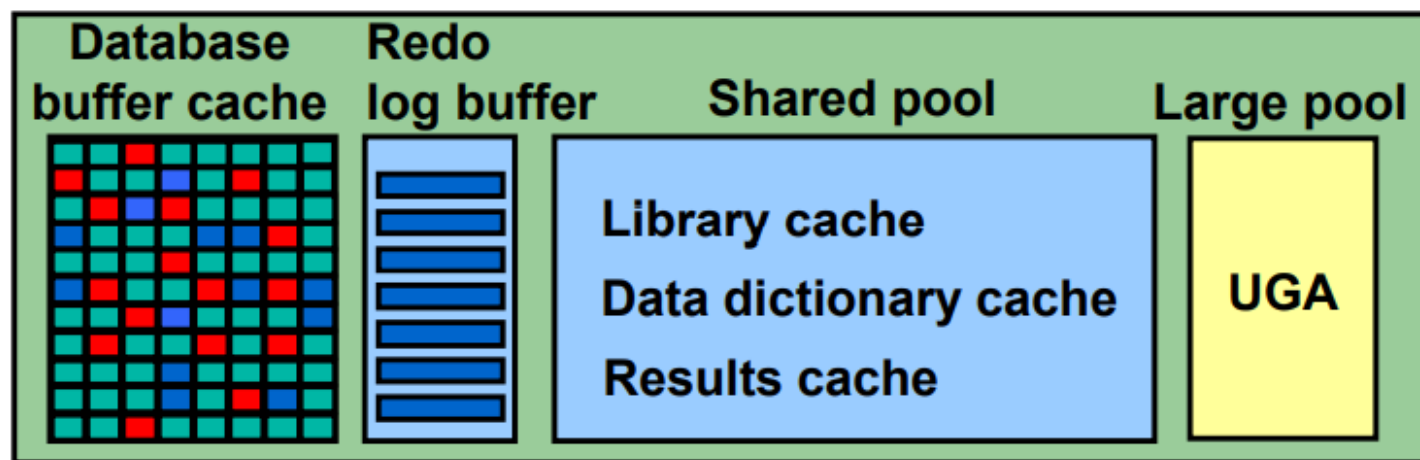 Database
buffer cache
Redo
log buffer
Shared pool
Large pool
Library cache
Data dictionary cache
Results cache
UGA